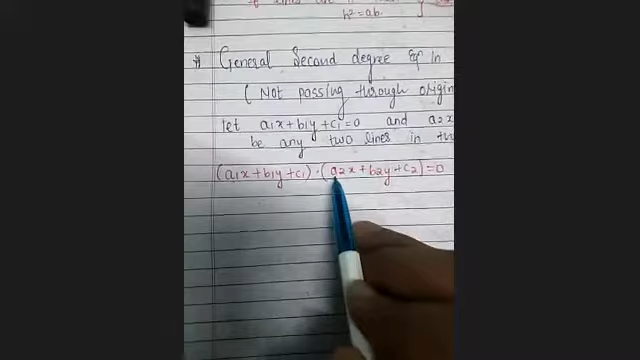 h²=ab.
*) General Second degree Eqn in
( Not passing through origin
let a1x+b1y+c1=0 and a2x
be any two lines in the
(a1x+b1y+c1)·(a2x+b2y+c2)=0